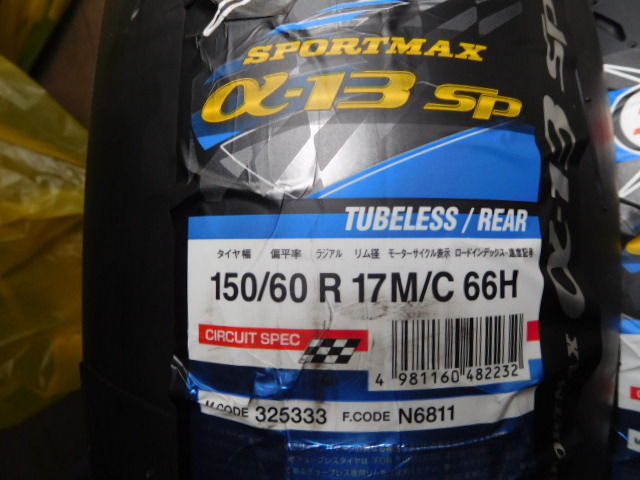 SPORTMAX
α-13 SP
TUBELESS / REAR
タイヤ幅 偏平率 ラジアル リム径 モーターサイクル表示 ロードインデックス・速度記号
150/60 R 17M/C 66H
CIRCUIT SPEC
4 981160 482232
M.CODE 325333 F.CODE N6811
α-13 SP